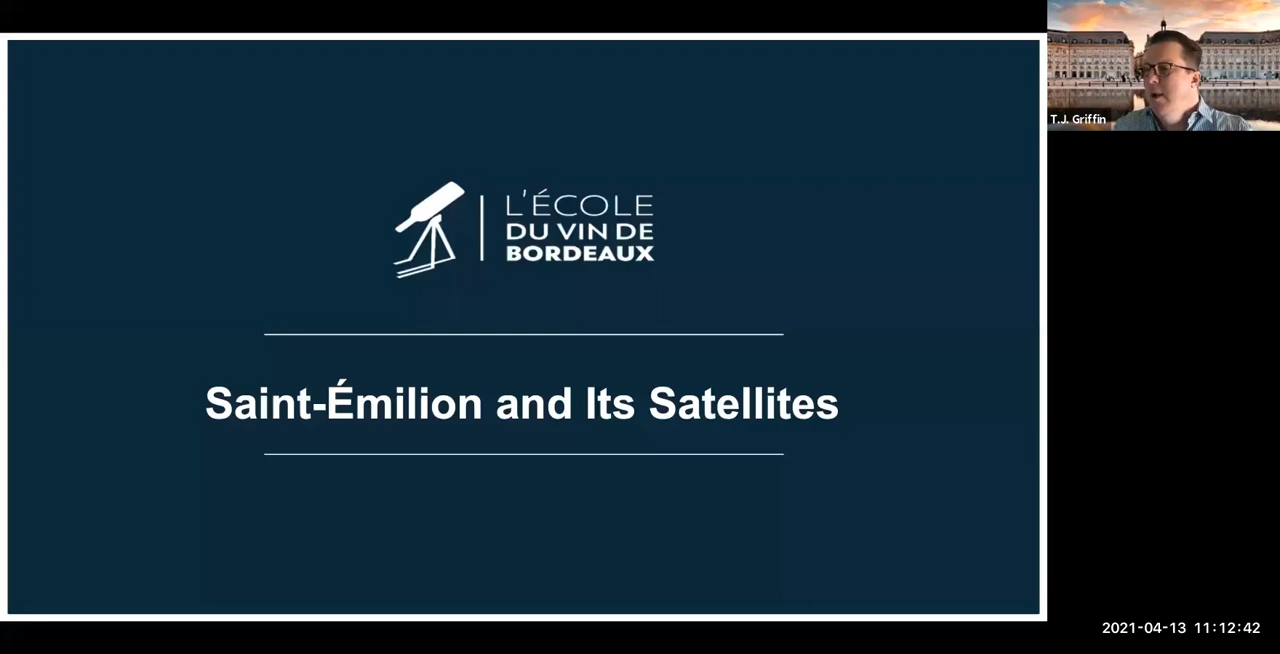 L'ÉCOLE
DU VIN DE
BORDEAUX
Saint-Émilion and Its Satellites
T.J. Griffin
2021-04-13 11:12:42